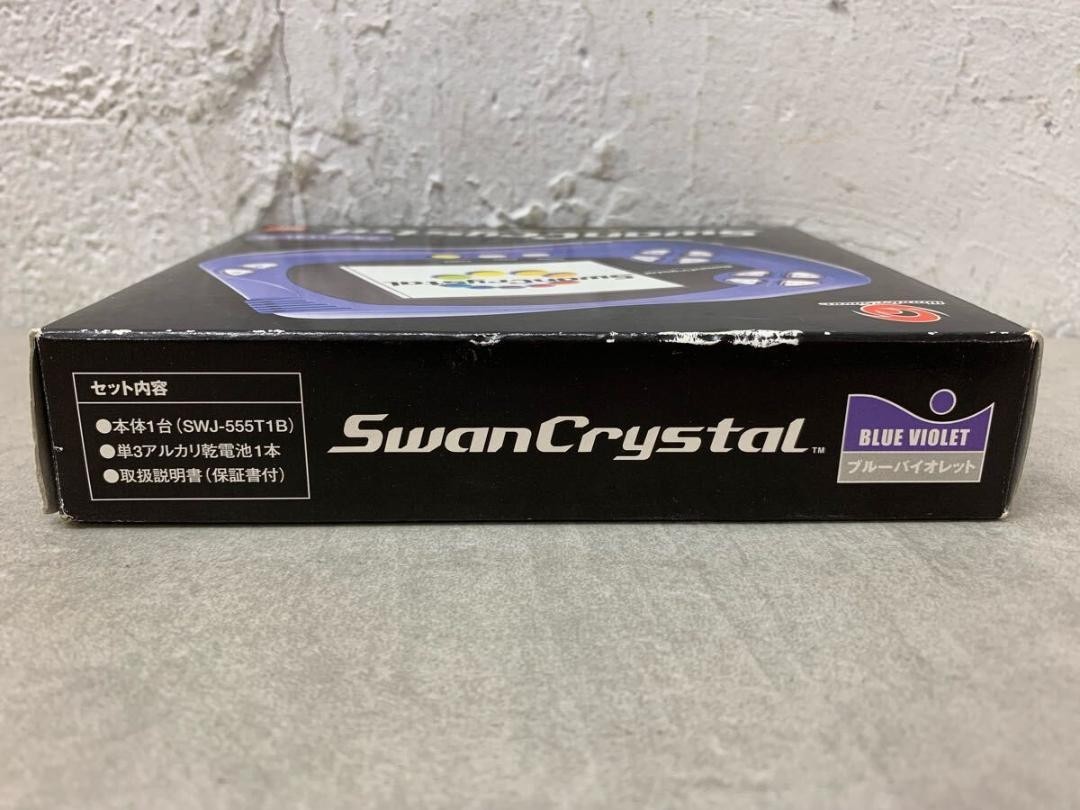 SwanCrystal
セット内容
●本体1台(SWJ-555T1B)
●単3アルカリ乾電池1本
●取扱説明書(保証書付)
SwanCrystal™
BLUE VIOLET
ブルーバイオレット